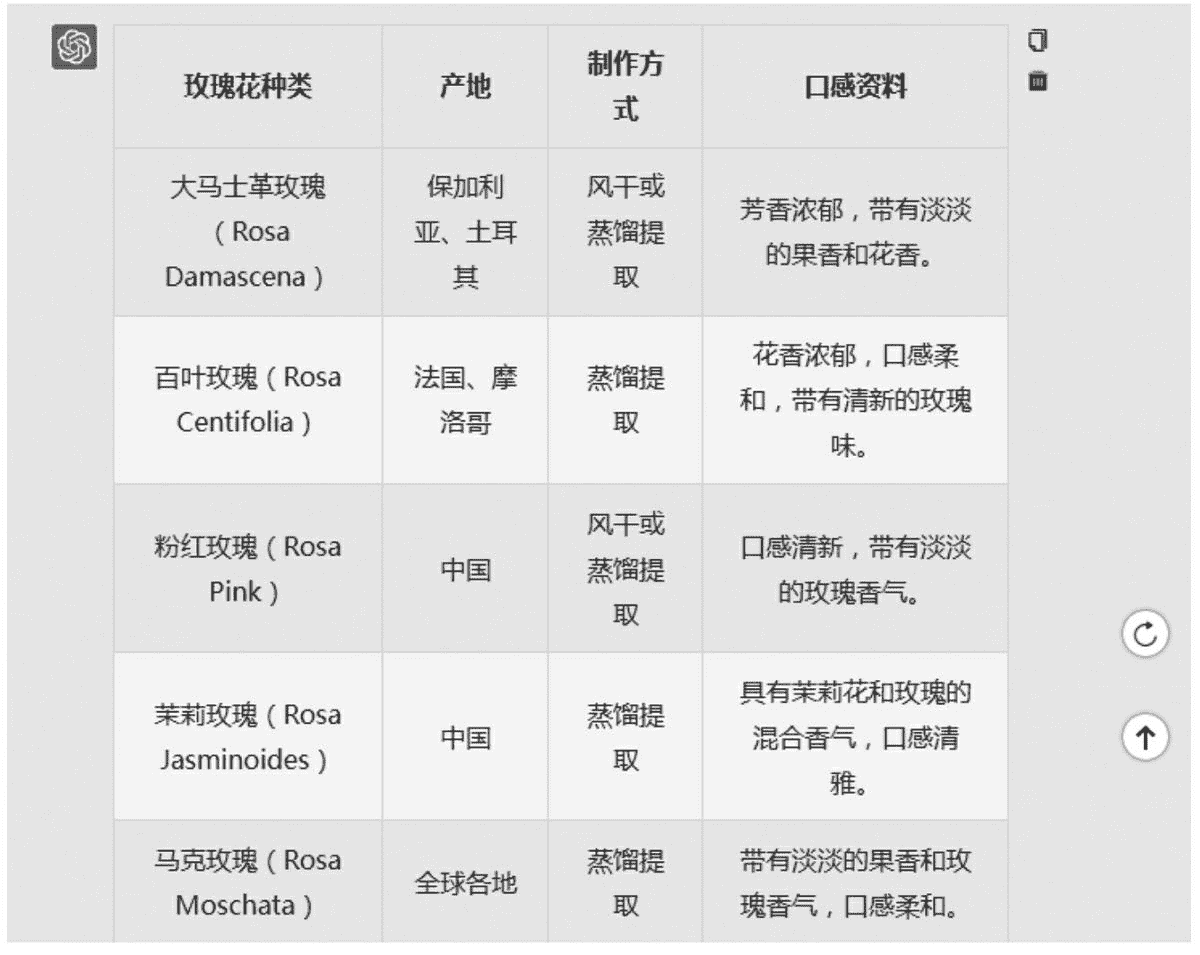 玫瑰花种类
产地
制作方
式
口感资料
大马士革玫瑰
（Rosa
Damascena）
保加利
亚、土耳
其
风干或
蒸馏提
取
芳香浓郁，带有淡淡
的果香和花香。
百叶玫瑰（Rosa
Centifolia）
法国、摩
洛哥
蒸馏提
取
花香浓郁，口感柔
和，带有清新的玫瑰
味。
粉红玫瑰（Rosa
Pink）
中国
风干或
蒸馏提
取
口感清新，带有淡淡
的玫瑰香气。
茉莉玫瑰（Rosa
Jasminoides）
中国
蒸馏提
取
具有茉莉花和玫瑰的
混合香气，口感清
雅。
马克玫瑰（Rosa
Moschata）
全球各地
蒸馏提
取
带有淡淡的果香和玫
瑰香气，口感柔和。